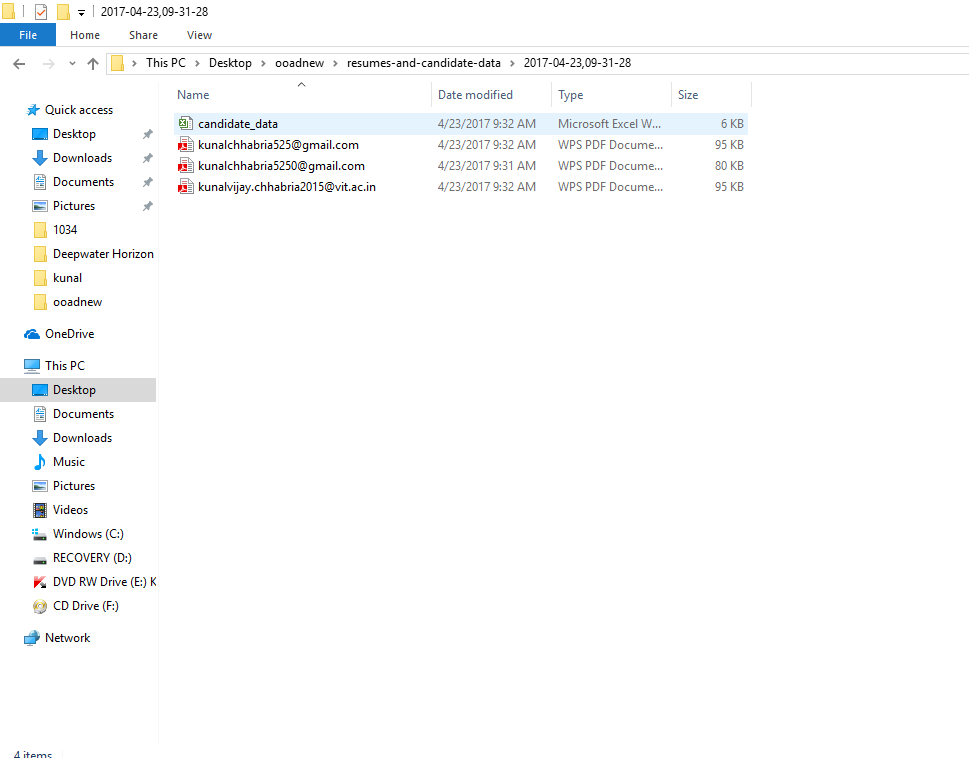 2017-04-23,09-31-28
File Home Share View
This PC Desktop ooadnew resumes-and-candidate-data 2017-04-23,09-31-28
Name Date modified Type Size
candidate_data 4/23/2017 9:32 AM Microsoft Excel W... 6 KB
kunalchhabria525@gmail.com 4/23/2017 9:32 AM WPS PDF Docume... 95 KB
kunalchhabria5250@gmail.com 4/23/2017 9:31 AM WPS PDF Docume... 80 KB
kunalvijay.chhabria2015@vit.ac.in 4/23/2017 9:32 AM WPS PDF Docume... 95 KB
Quick access
Desktop
Downloads
Documents
Pictures
1034
Deepwater Horizon
kunal
ooadnew
OneDrive
This PC
Desktop
Documents
Downloads
Music
Pictures
Videos
Windows (C:)
RECOVERY (D:)
DVD RW Drive (E:) K
CD Drive (F:)
Network
4 items